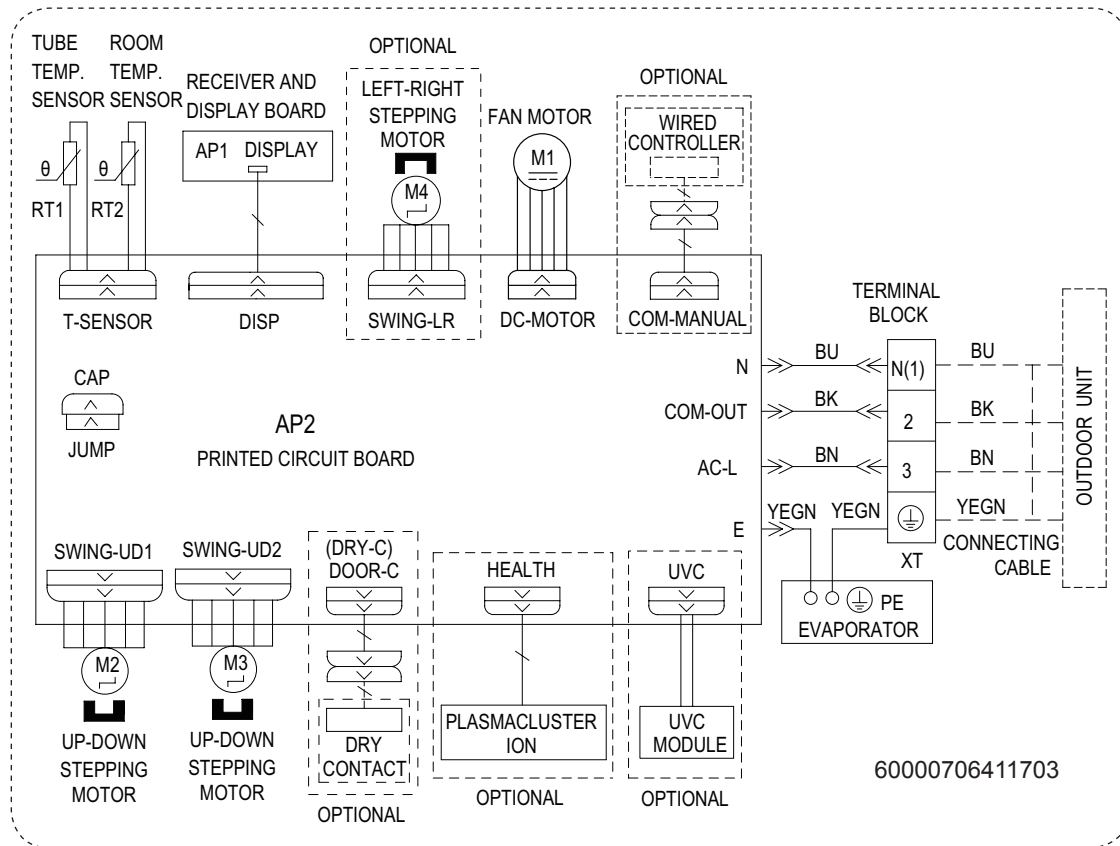 TUBE
TEMP.
SENSOR
ROOM
TEMP.
SENSOR
θ
RT1
θ
RT2
T-SENSOR
RECEIVER AND
DISPLAY BOARD
AP1 DISPLAY
DISP
OPTIONAL
LEFT-RIGHT
STEPPING
MOTOR
M4
SWING-LR
FAN MOTOR
M1
DC-MOTOR
OPTIONAL
WIRED
CONTROLLER
COM-MANUAL
CAP
JUMP
AP2
PRINTED CIRCUIT BOARD
TERMINAL
BLOCK
N BU N(1) BU
COM-OUT BK 2 BK
AC-L BN 3 BN
E YEGN YEGN YEGN
XT
CONNECTING
CABLE
OUTDOOR UNIT
PE
EVAPORATOR
SWING-UD1
M2
UP-DOWN
STEPPING
MOTOR
SWING-UD2
M3
UP-DOWN
STEPPING
MOTOR
(DRY-C)
DOOR-C
DRY
CONTACT
OPTIONAL
HEALTH
PLASMACLUSTER
ION
OPTIONAL
UVC
UVC
MODULE
OPTIONAL
60000706411703